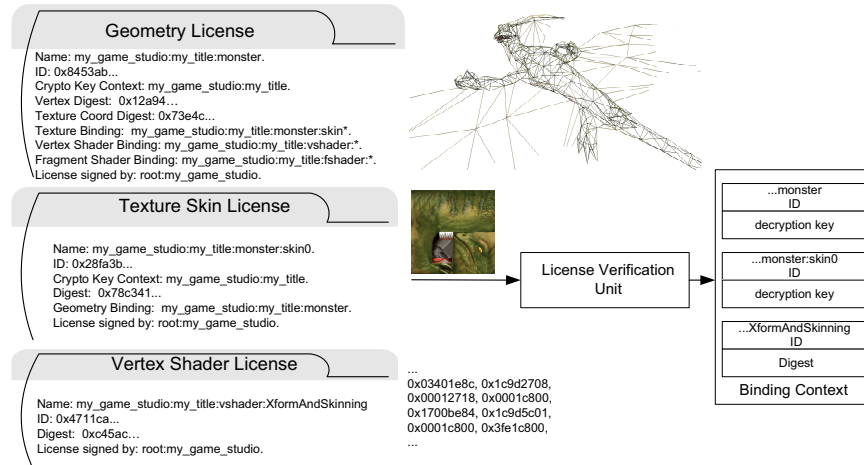 Geometry License
Name: my_game_studio:my_title:monster.
ID: 0x8453ab...
Crypto Key Context: my_game_studio:my_title.
Vertex Digest:  0x12a94…
Texture Coord Digest: 0x73e4c...
Texture Binding:  my_game_studio:my_title:monster:skin*.
Vertex Shader Binding: my_game_studio:my_title:vshader:*.
Fragment Shader Binding: my_game_studio:my_title:fshader:*.
License signed by: root:my_game_studio.
Texture Skin License
Name: my_game_studio:my_title:monster:skin0.
ID: 0x28fa3b...
Crypto Key Context: my_game_studio:my_title.
Digest: 0x78c341...
Geometry Binding:  my_game_studio:my_title:monster.
License signed by: root:my_game_studio.
Vertex Shader License
Name: my_game_studio:my_title:vshader:XformAndSkinning
ID: 0x4711ca...
Digest:  0xc45ac…
License signed by: root:my_game_studio.
...
0x03401e8c, 0x1c9d2708,
0x00012718, 0x0001c800,
0x1700be84, 0x1c9d5c01,
0x0001c800, 0x3fe1c800,
...
License Verification
Unit
...monster
ID
decryption key
...monster:skin0
ID
decryption key
...XformAndSkinning
ID
Digest
Binding Context